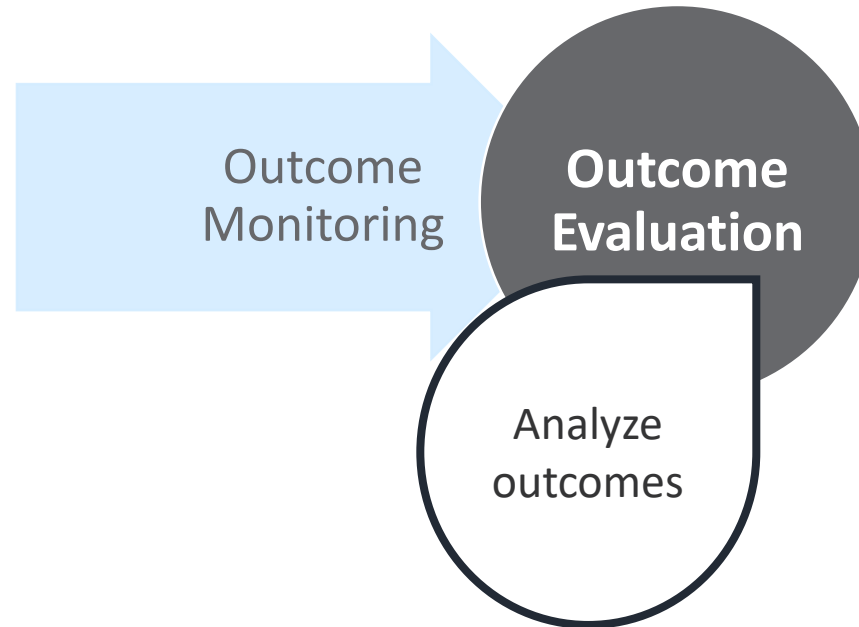 Outcome
Monitoring
Outcome
Evaluation
Analyze
outcomes